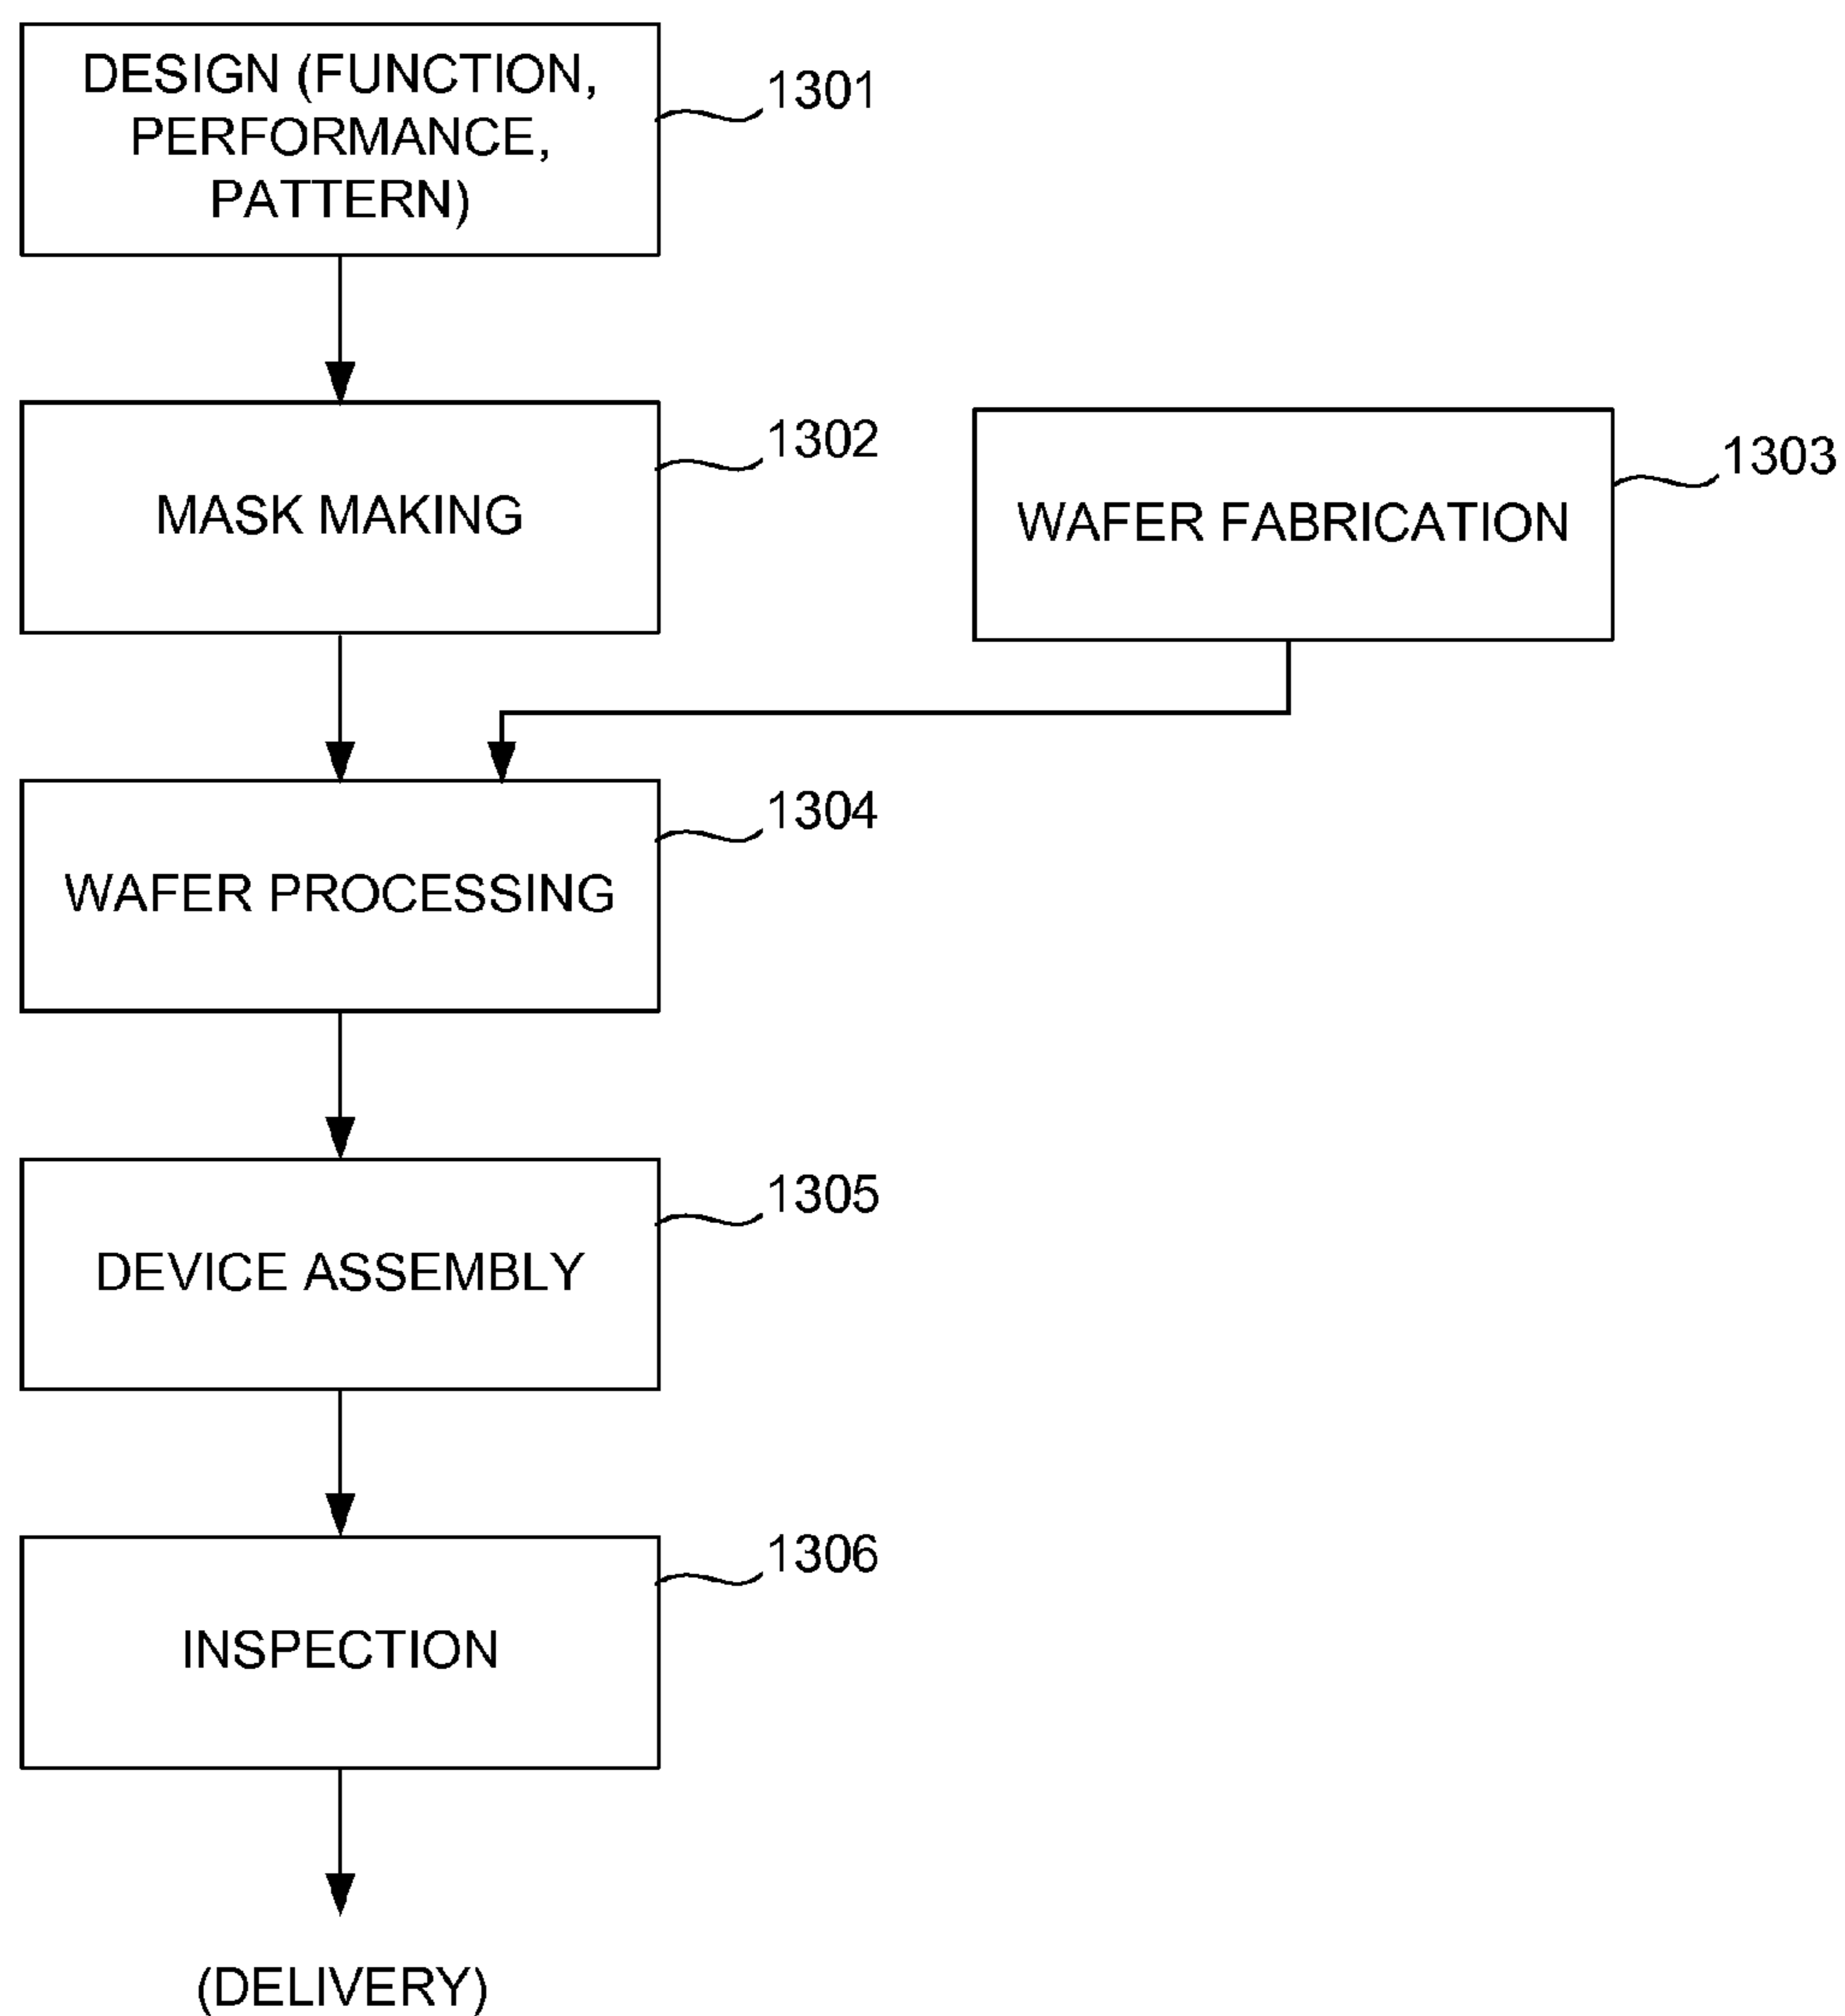 DESIGN (FUNCTION,
PERFORMANCE,
PATTERN)
1301
MASK MAKING
1302
WAFER FABRICATION
1303
WAFER PROCESSING
1304
DEVICE ASSEMBLY
1305
INSPECTION
1306
(DELIVERY)